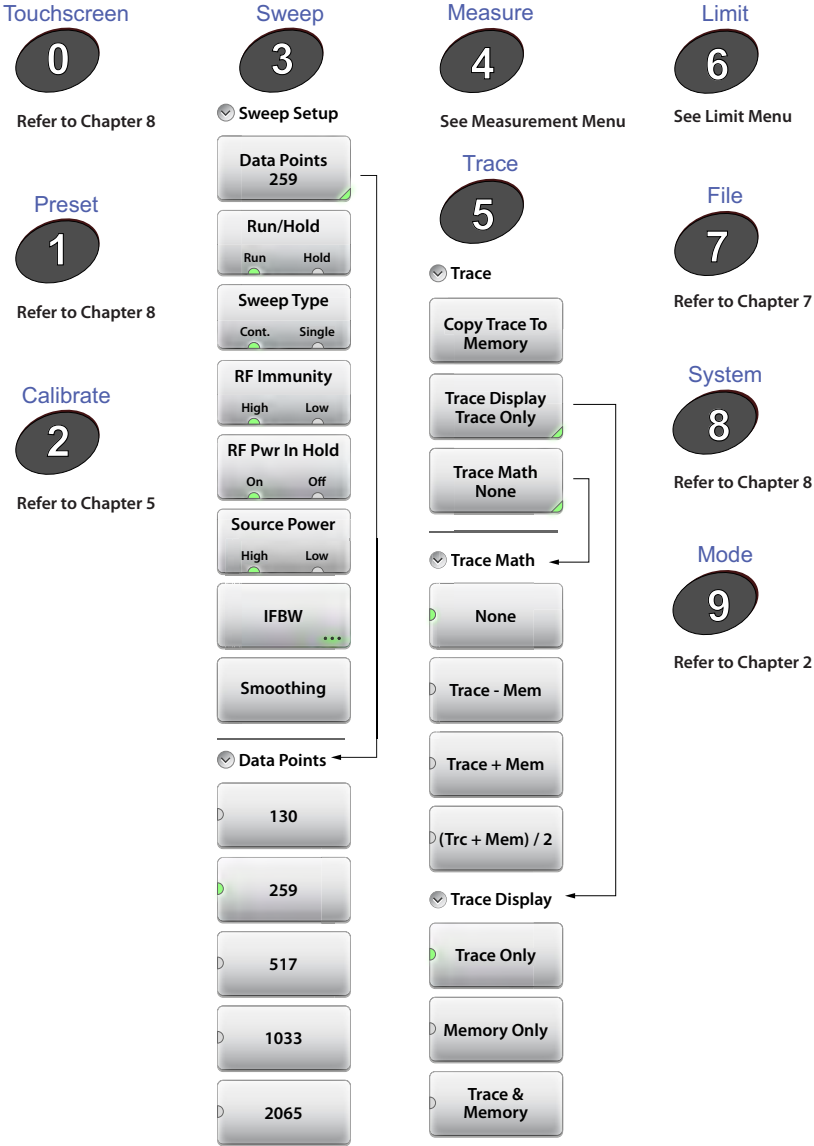 Touchscreen
0
Refer to Chapter 8
Preset
1
Refer to Chapter 8
Calibrate
2
Refer to Chapter 5
Sweep
3
Sweep Setup
Data Points
259
Run/Hold
Run Hold
Sweep Type
Cont. Single
RF Immunity
High Low
RF Pwr In Hold
On Off
Source Power
High Low
IFBW
...
Smoothing
Data Points
130
259
517
1033
2065
Measure
4
See Measurement Menu
Trace
5
Trace
Copy Trace To
Memory
Trace Display
Trace Only
Trace Math
None
Trace Math
None
Trace - Mem
Trace + Mem
(Trc + Mem) / 2
Trace Display
Trace Only
Memory Only
Trace &
Memory
Limit
6
See Limit Menu
File
7
Refer to Chapter 7
System
8
Refer to Chapter 8
Mode
9
Refer to Chapter 2